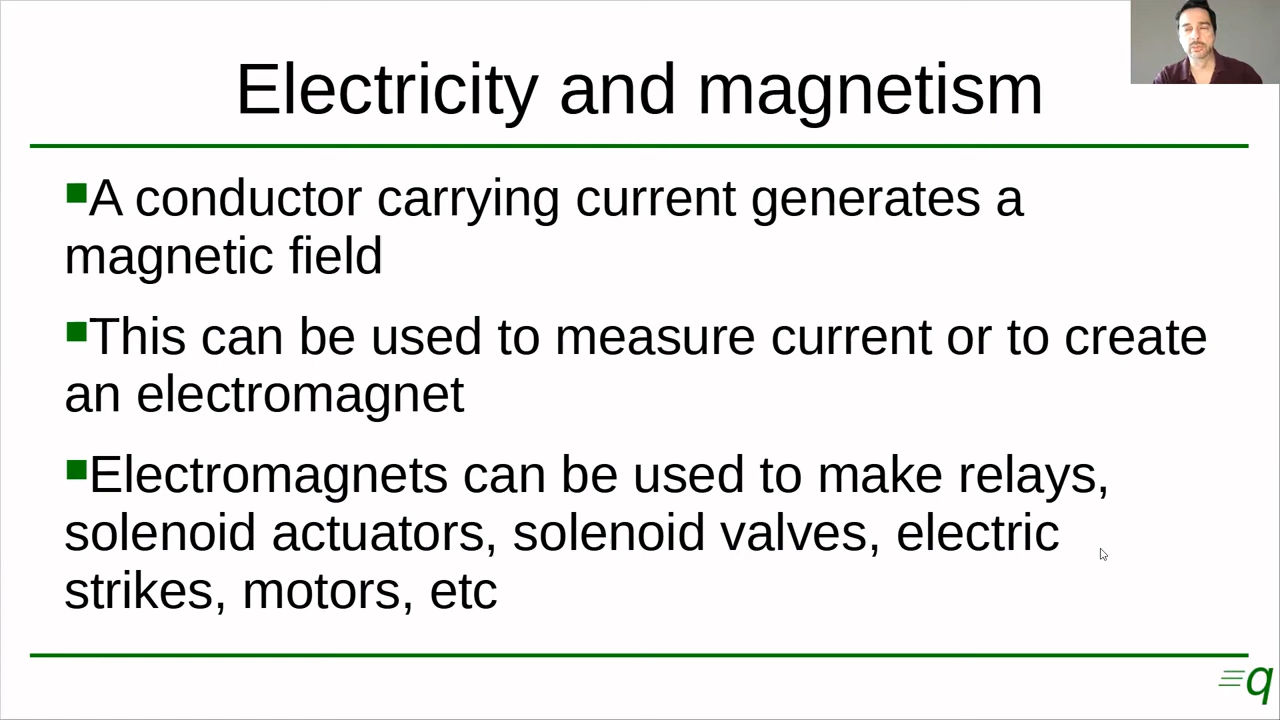 Electricity and magnetism
■A conductor carrying current generates a
magnetic field
■This can be used to measure current or to create
an electromagnet
■Electromagnets can be used to make relays,
solenoid actuators, solenoid valves, electric
strikes, motors, etc
q